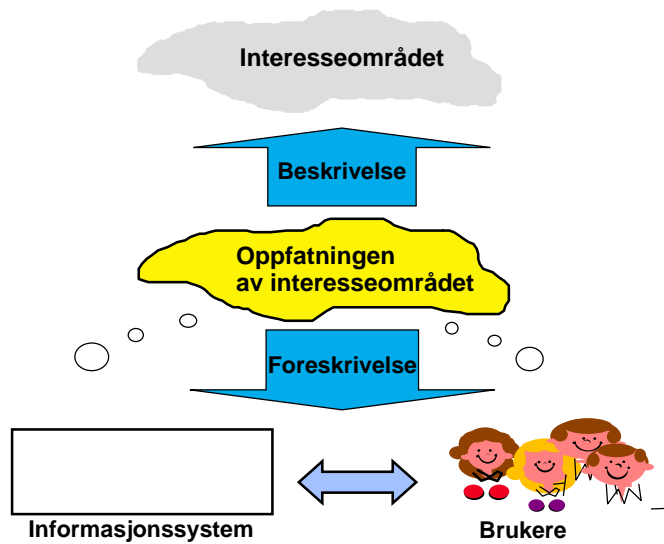 Interesseområdet
Beskrivelse
Oppfatningen
av interesseområdet
Foreskrivelse
Informasjonssystem
Brukere